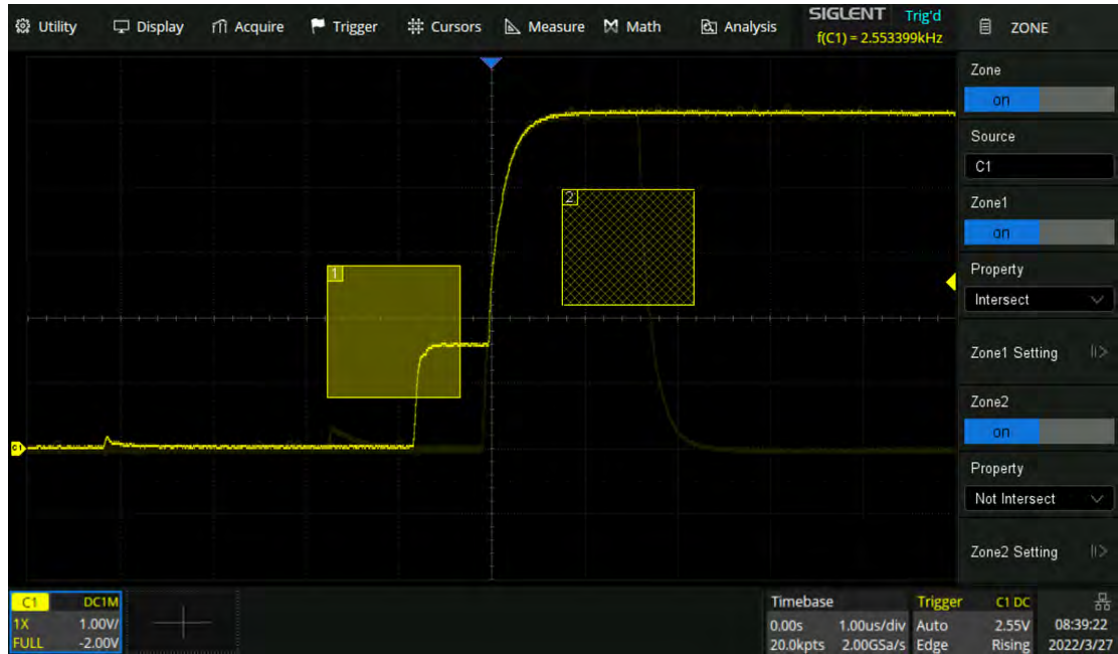 Utility Display Acquire Trigger Cursors Measure Math Analysis SIGLENT Trig'd ZONE
f(C1) = 2.553399kHz
Zone
on
Source
C1
Zone1
on
Property
Intersect
Zone1 Setting
Zone2
on
Property
Not Intersect
Zone2 Setting
1
2
C1
C1 DC1M
1X 1.00V/
FULL -2.00V
Timebase
0.00s 1.00us/div
20.0kpts 2.00GSa/s
Trigger C1 DC
Auto 2.55V
Edge Rising
08:39:22
2022/3/27